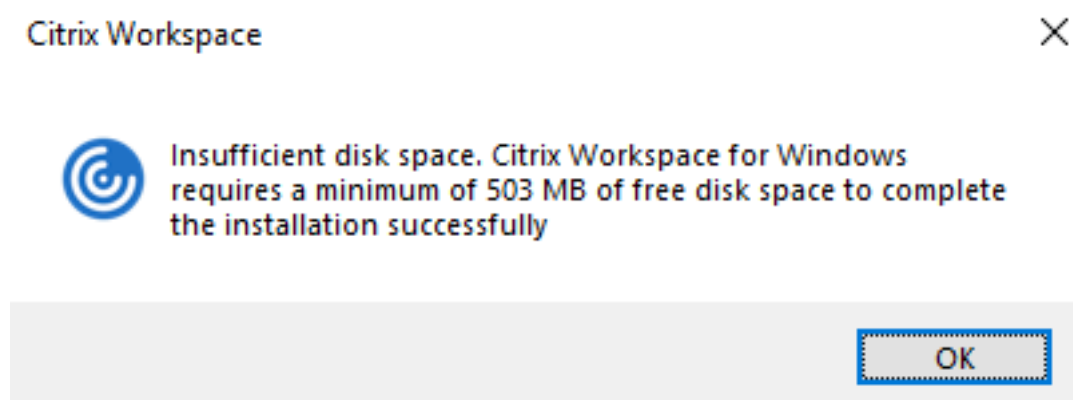 Citrix Workspace
Insufficient disk space. Citrix Workspace for Windows
requires a minimum of 503 MB of free disk space to complete
the installation successfully
OK